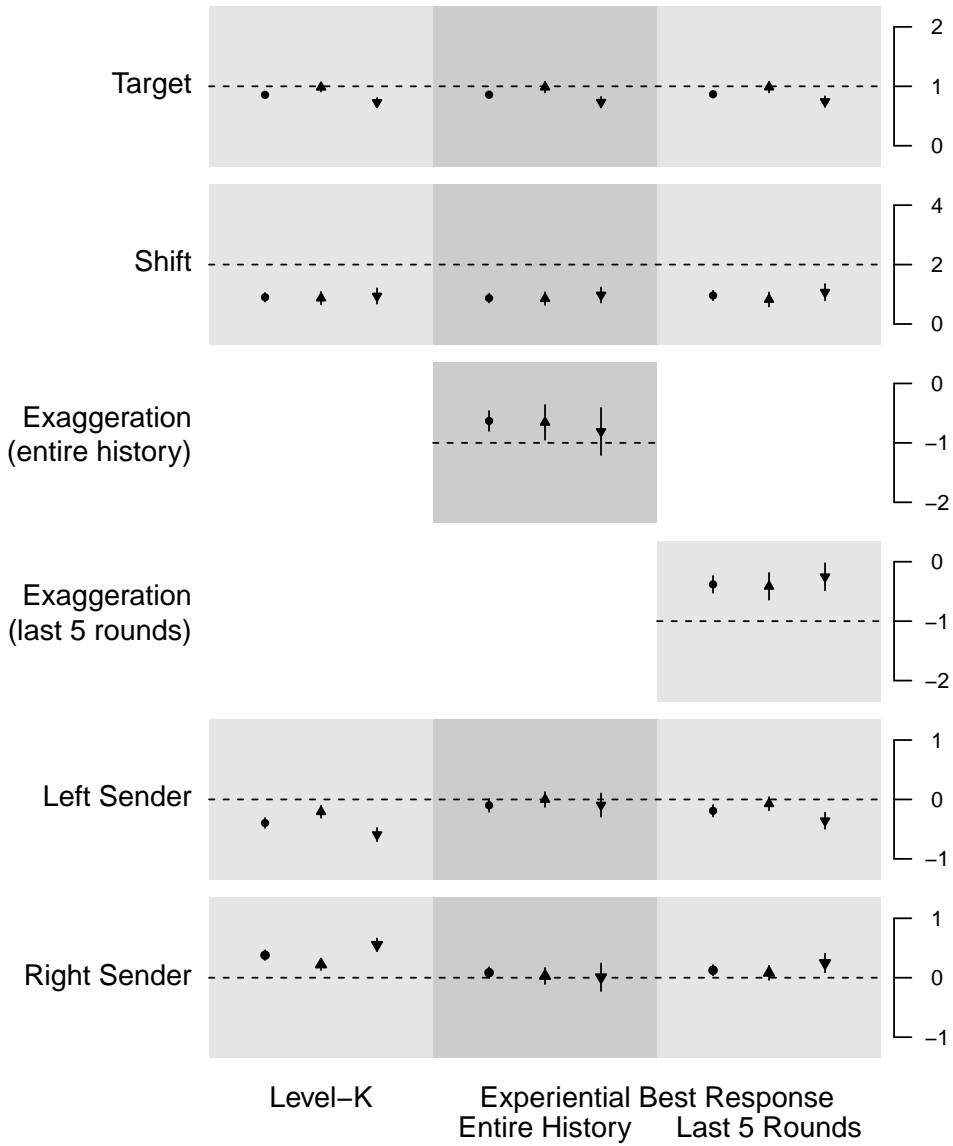 Target
2
1
0
Shift
4
2
0
Exaggeration
(entire history)
0
−1
−2
Exaggeration
(last 5 rounds)
0
−1
−2
Left Sender
1
0
−1
Right Sender
1
0
−1
Level−K
Experiential Best Response
Entire History
Last 5 Rounds